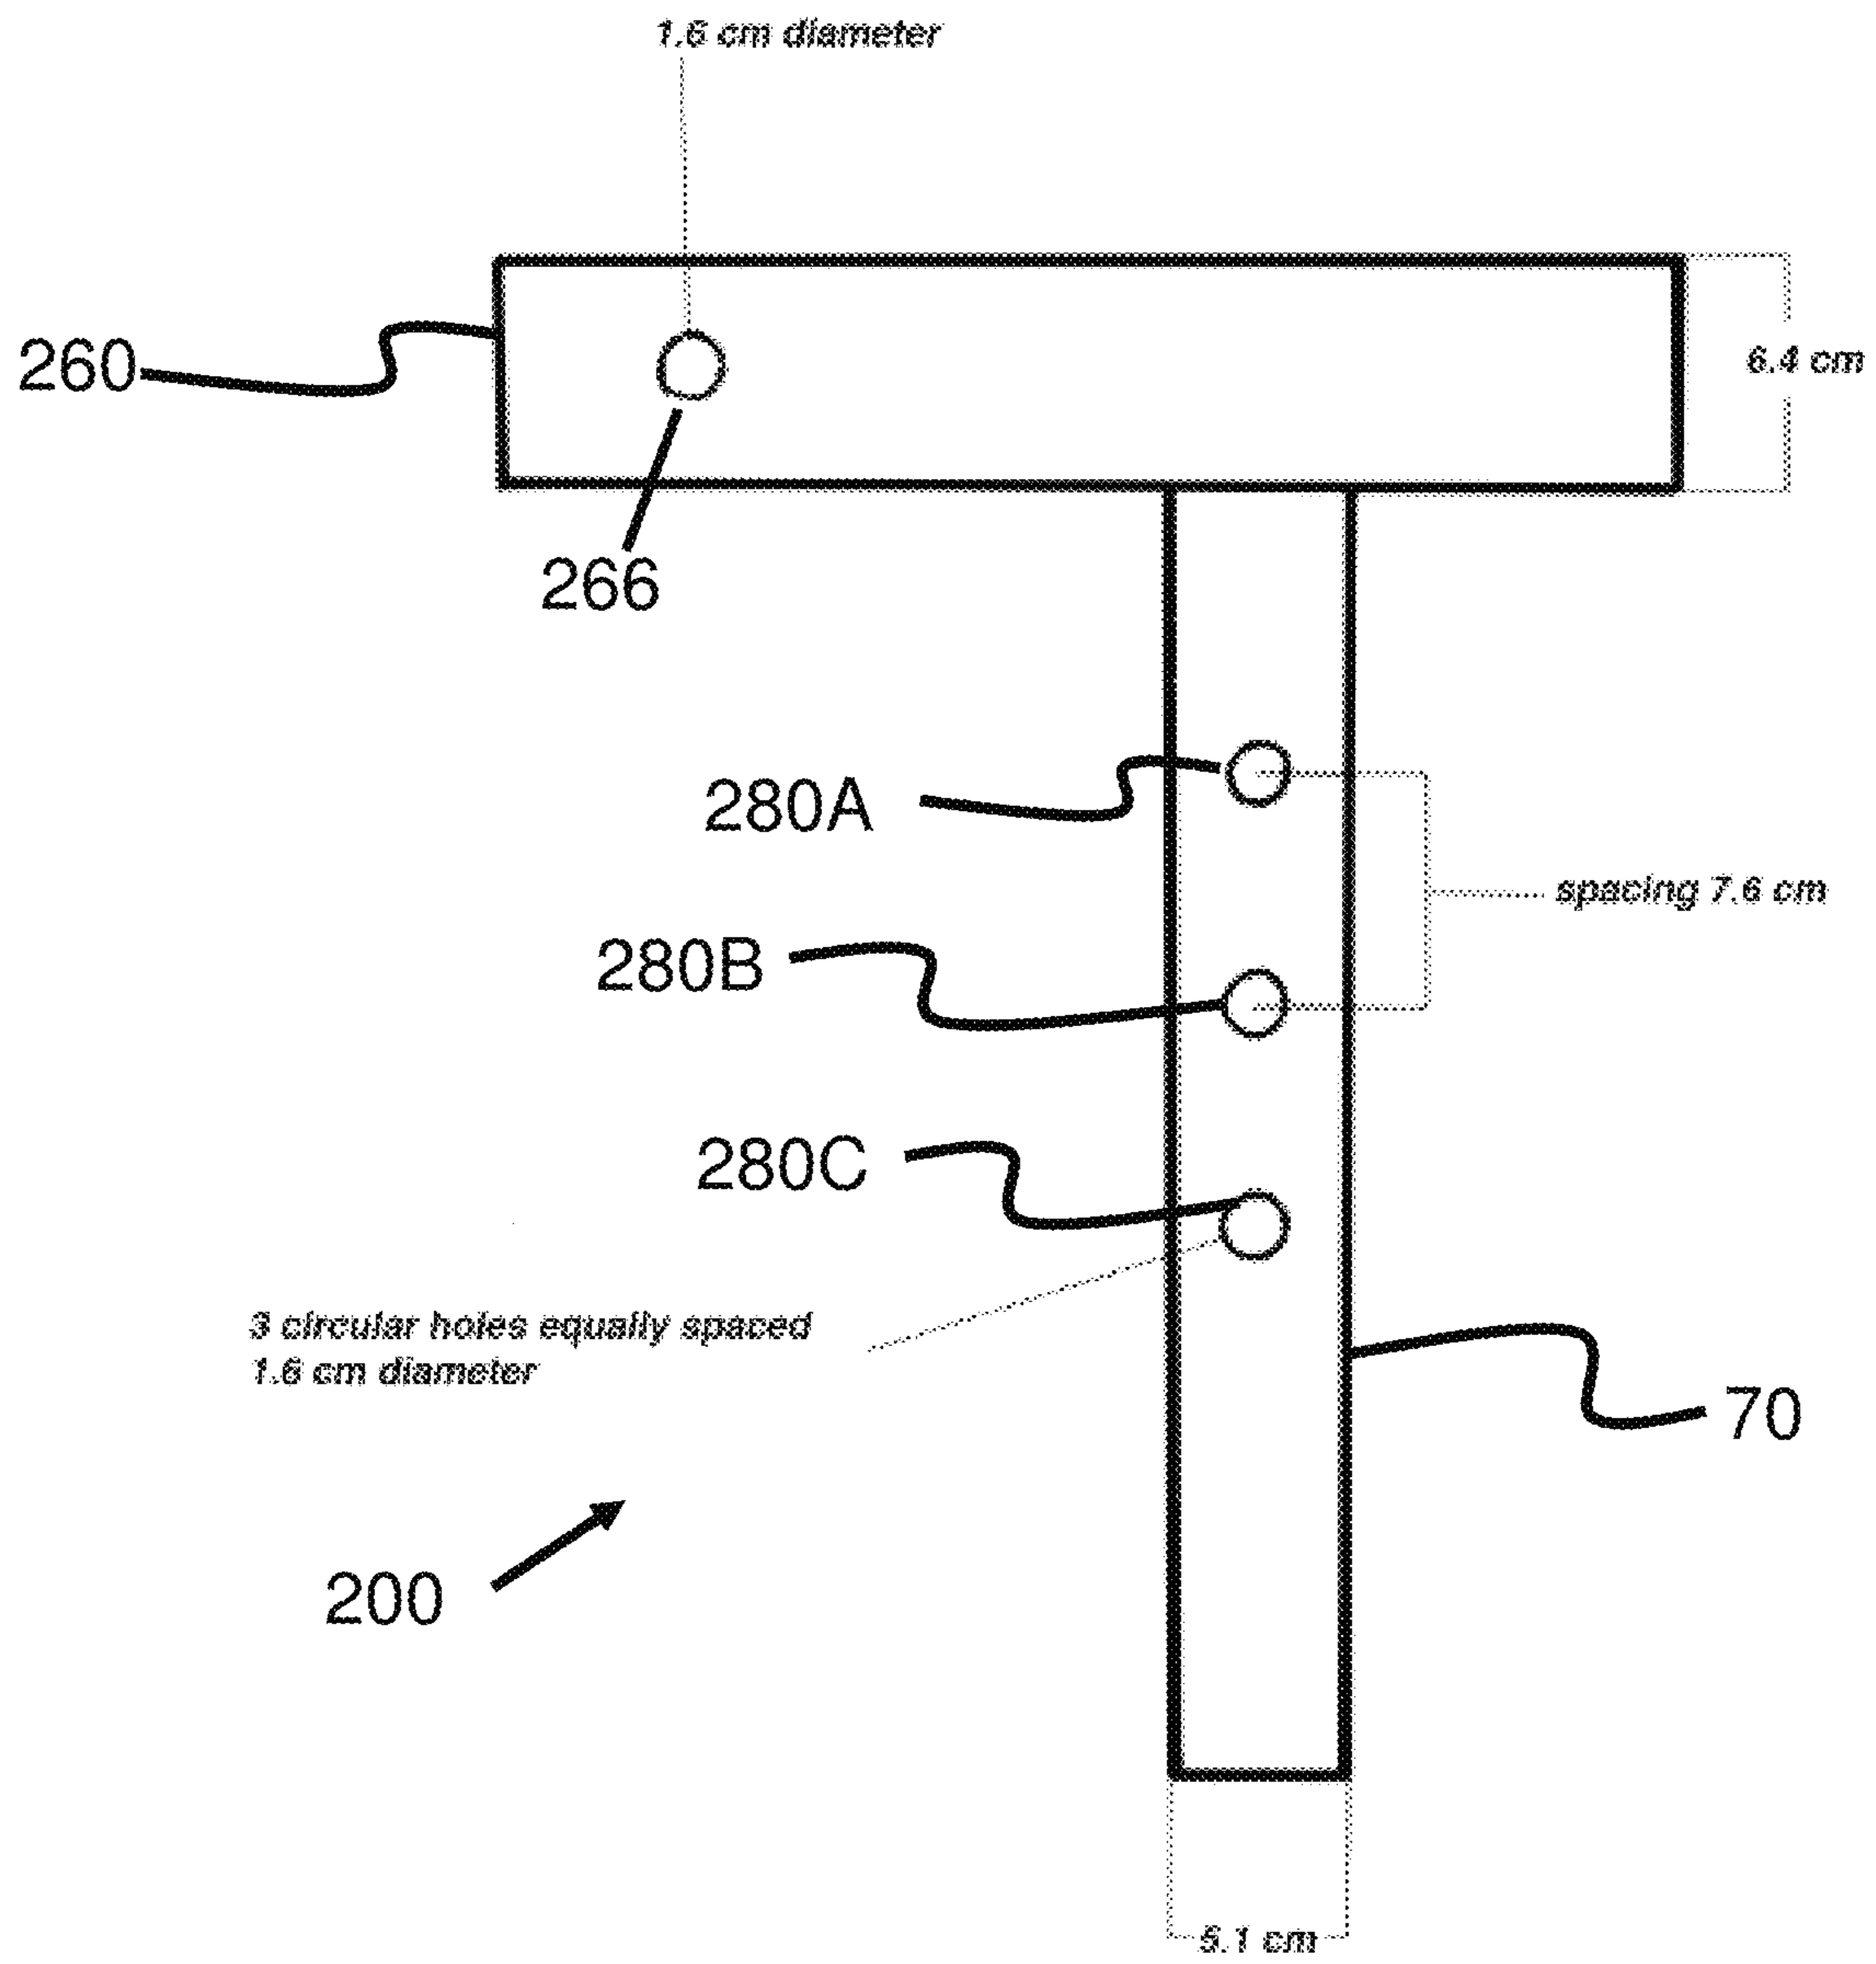 1.6 cm diameter
260
6.4 cm
266
280A
spacing 7.6 cm
280B
280C
3 circular holes equally spaced
1.6 cm diameter
70
200
5.1 cm